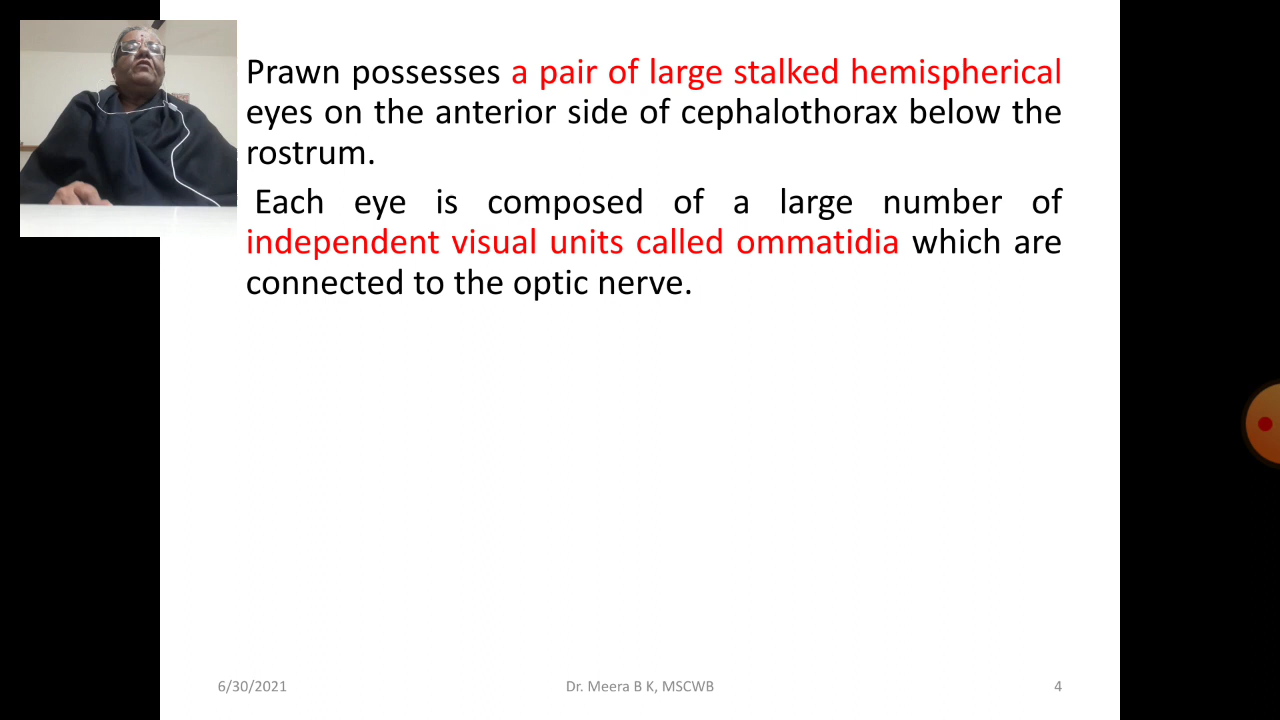 Prawn possesses a pair of large stalked hemispherical
eyes on the anterior side of cephalothorax below the
rostrum.
Each eye is composed of a large number of
independent visual units called ommatidia which are
connected to the optic nerve.
6/30/2021
Dr. Meera B K, MSCWB
4